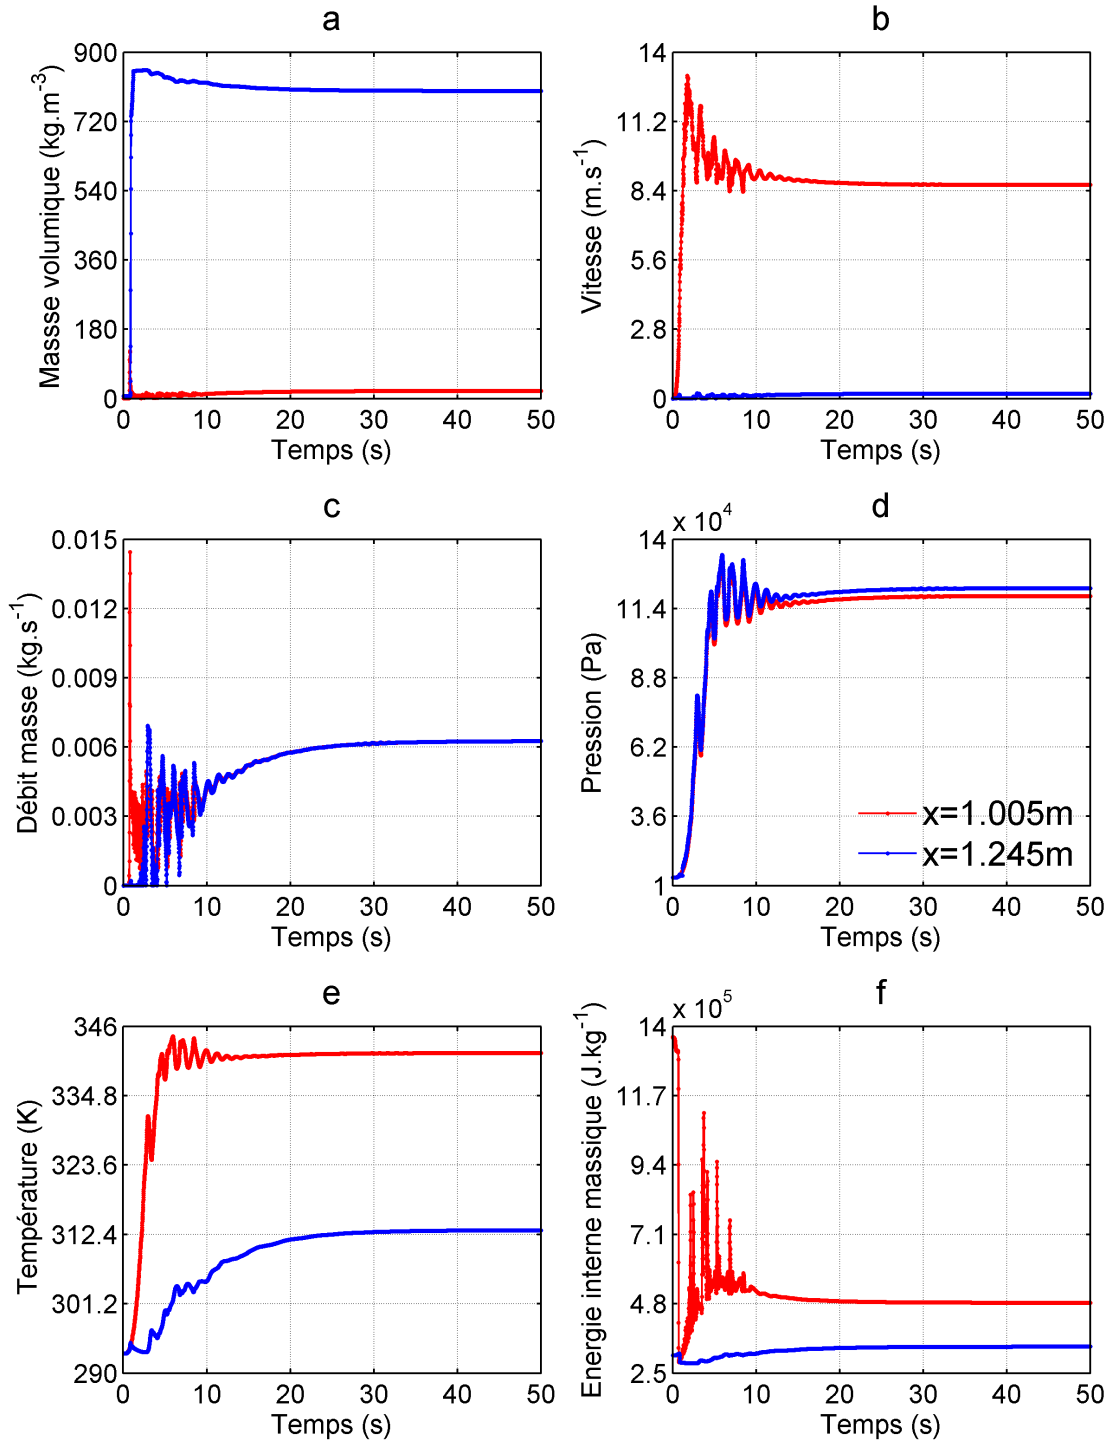 a
900
720
540
360
180
0
0 10 20 30 40 50
Massse volumique (kg.m-3)
Temps (s)
b
14
11.2
8.4
5.6
2.8
0
0 10 20 30 40 50
Vitesse (m.s-1)
Temps (s)
c
0.015
0.012
0.009
0.006
0.003
0
0 10 20 30 40 50
Débit masse (kg.s-1)
Temps (s)
d
x 10^4
14
11.4
8.8
6.2
3.6
1
0 10 20 30 40 50
Pression (Pa)
x=1.005m
x=1.245m
Temps (s)
e
346
334.8
323.6
312.4
301.2
290
0 10 20 30 40 50
Température (K)
Temps (s)
f
x 10^5
14
11.7
9.4
7.1
4.8
2.5
0 10 20 30 40 50
Energie interne massique (J.kg-1)
Temps (s)